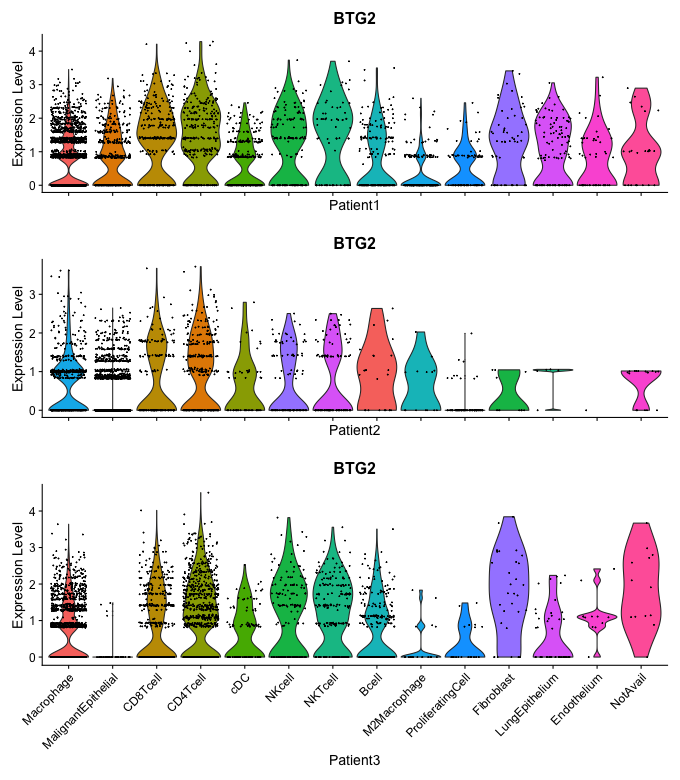 BTG2
Expression Level
4
3
2
1
0
Patient1
BTG2
Expression Level
3
2
1
0
Patient2
BTG2
Expression Level
4
3
2
1
0
Macrophage
MalignantEpithelial
CD8Tcell
CD4Tcell
cDC
NKcell
NKTcell
Bcell
M2Macrophage
ProliferatingCell
Fibroblast
LungEpithelium
Endothelium
NotAvail
Patient3